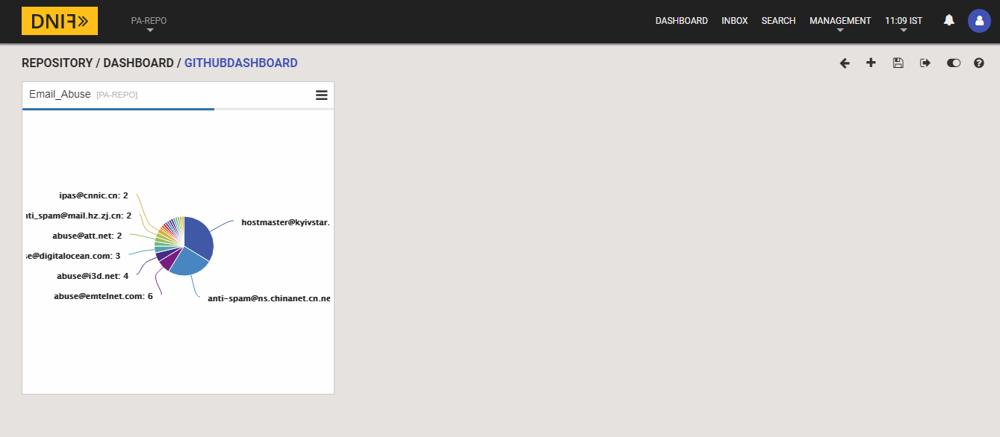 DNIF
PA-REPO
DASHBOARD INBOX SEARCH MANAGEMENT 11:09 IST
REPOSITORY / DASHBOARD / GITHUBDASHBOARD
Email_Abuse [PA-REPO]
ipas@cnnic.cn: 2
nti_spam@mail.hz.zj.cn: 2
hostmaster@kyivstar.
abuse@att.net: 2
se@digitalocean.com: 3
abuse@i3d.net: 4
abuse@emtelnet.com: 6
anti-spam@ns.chinanet.cn.ne